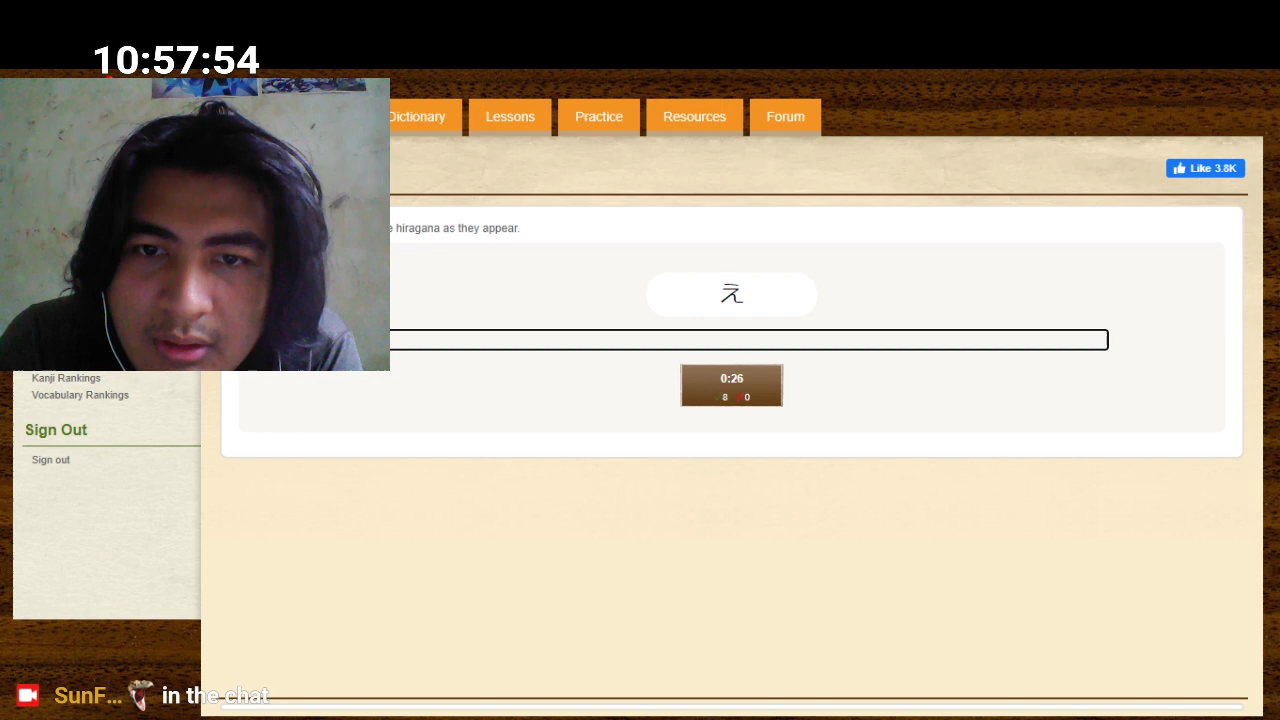 10:57:54
Dictionary Lessons Practice Resources Forum
Like 3.8K
hiragana as they appear.
え
0:26
8 0
Kanji Rankings
Vocabulary Rankings
Sign Out
Sign out
SunF... in the chat